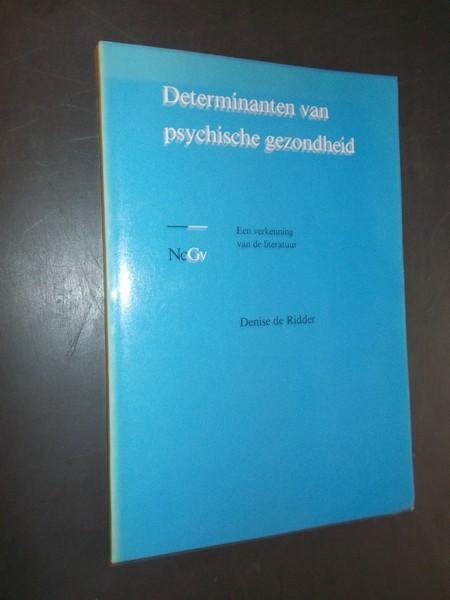 Determinanten van
psychische gezondheid
Een verkenning
van de literatuur
NcGv
Denise de Ridder